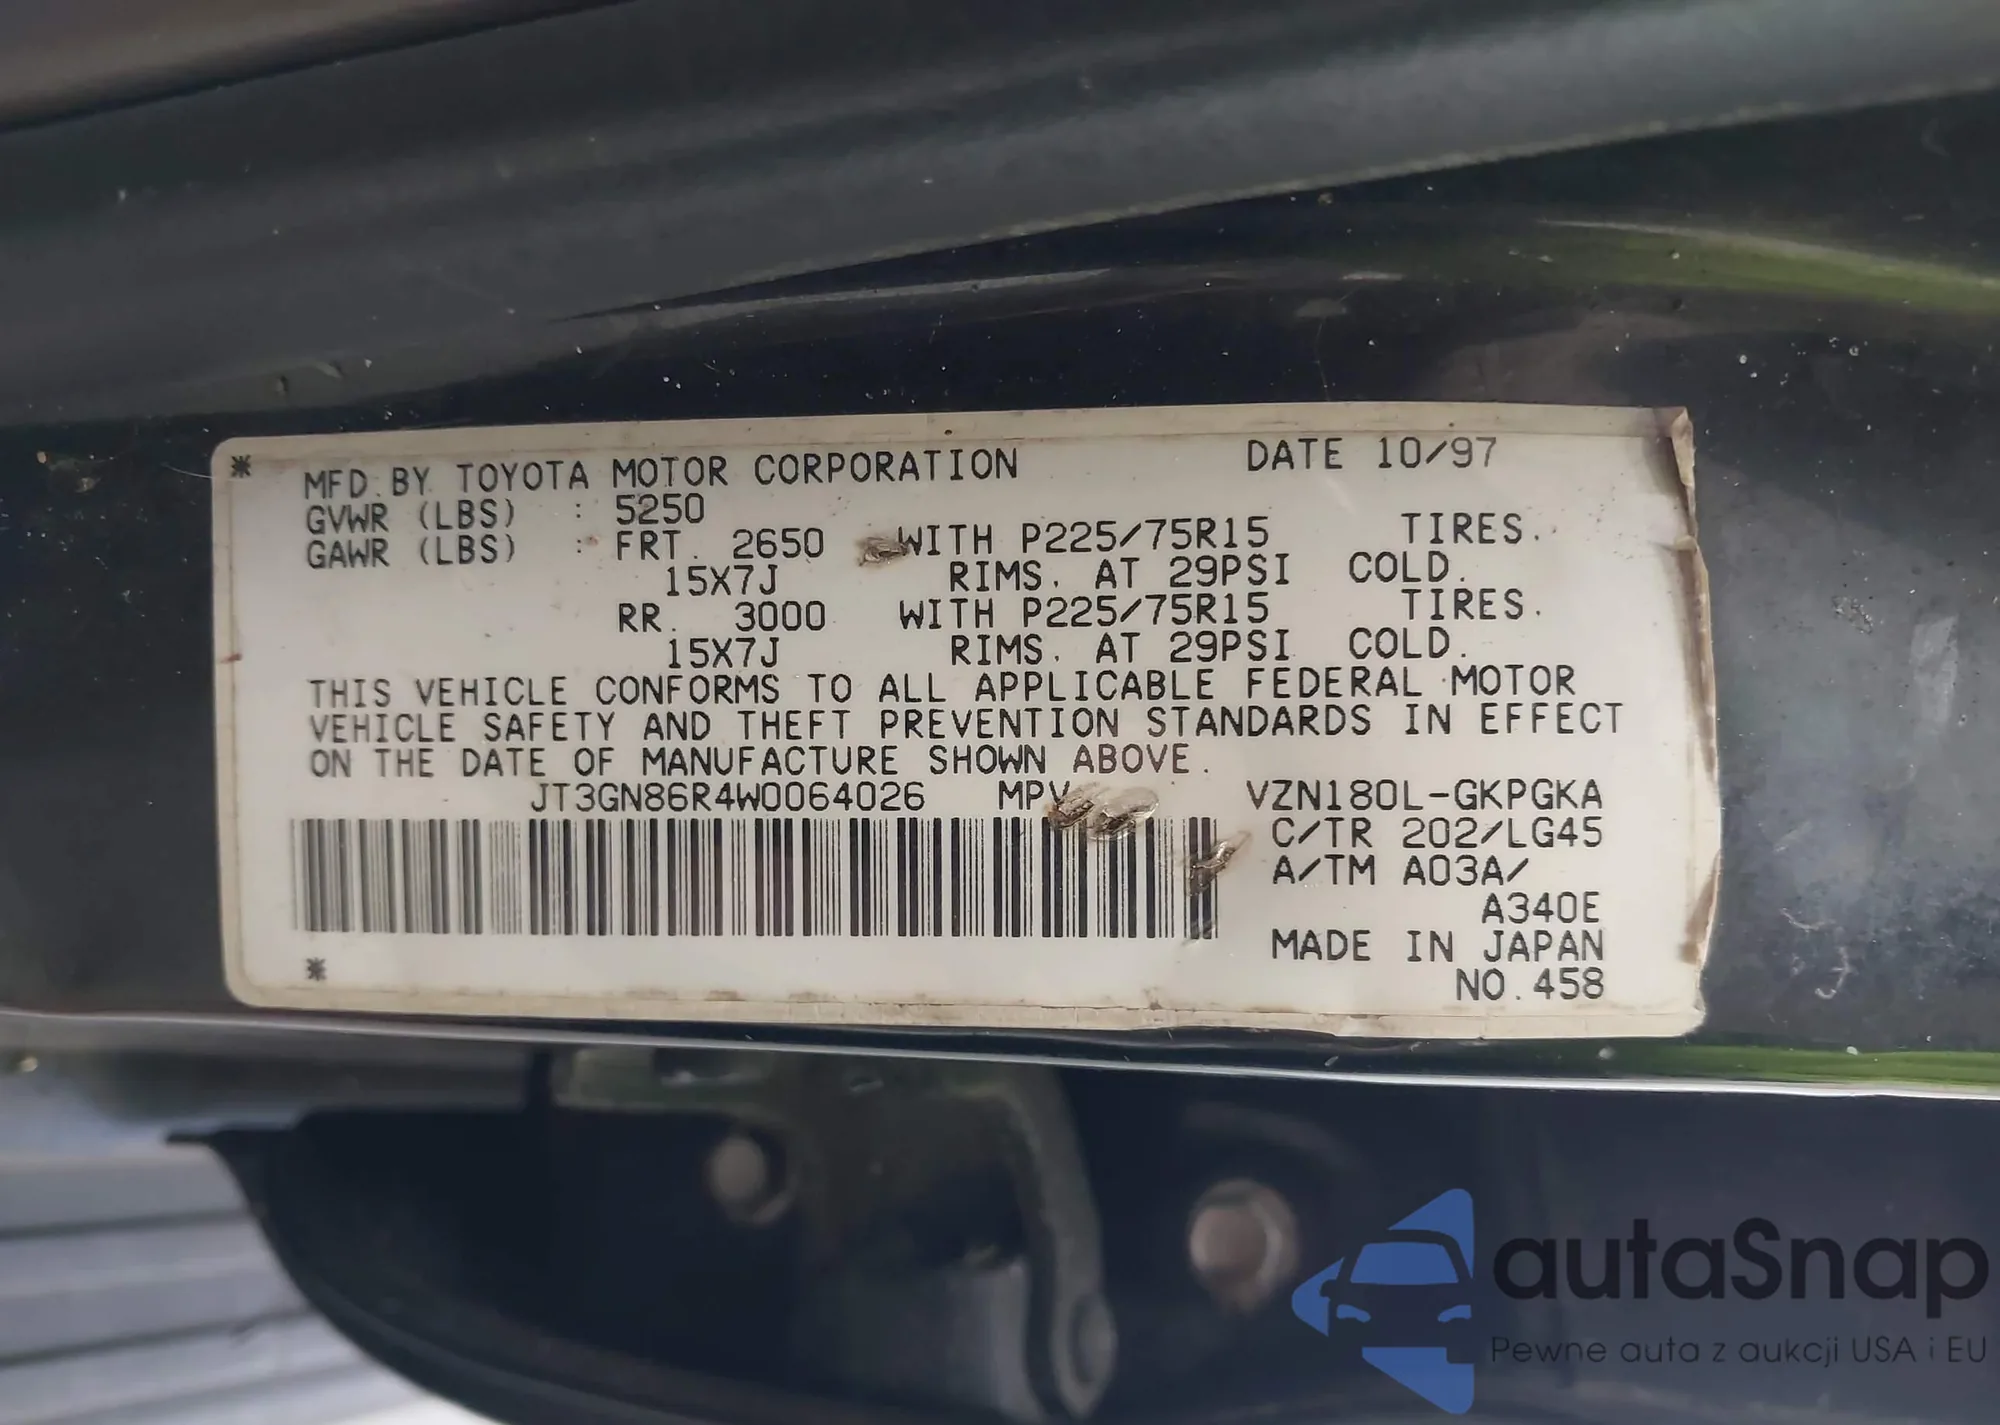 MFD. BY TOYOTA MOTOR CORPORATION DATE 10/97
GVWR (LBS) : 5250
GAWR (LBS) : FRT. 2650 WITH P225/75R15 TIRES.
15X7J RIMS. AT 29PSI COLD.
RR. 3000 WITH P225/75R15 TIRES.
15X7J RIMS. AT 29PSI COLD.
THIS VEHICLE CONFORMS TO ALL APPLICABLE FEDERAL MOTOR
VEHICLE SAFETY AND THEFT PREVENTION STANDARDS IN EFFECT
ON THE DATE OF MANUFACTURE SHOWN ABOVE.
JT3GN86R4W0064026 MPV VZN180L-GKPGKA
C/TR 202/LG45
A/TM A03A/
A340E
MADE IN JAPAN
NO.458
autaSnap
Pewne auta z aukcji USA i EU